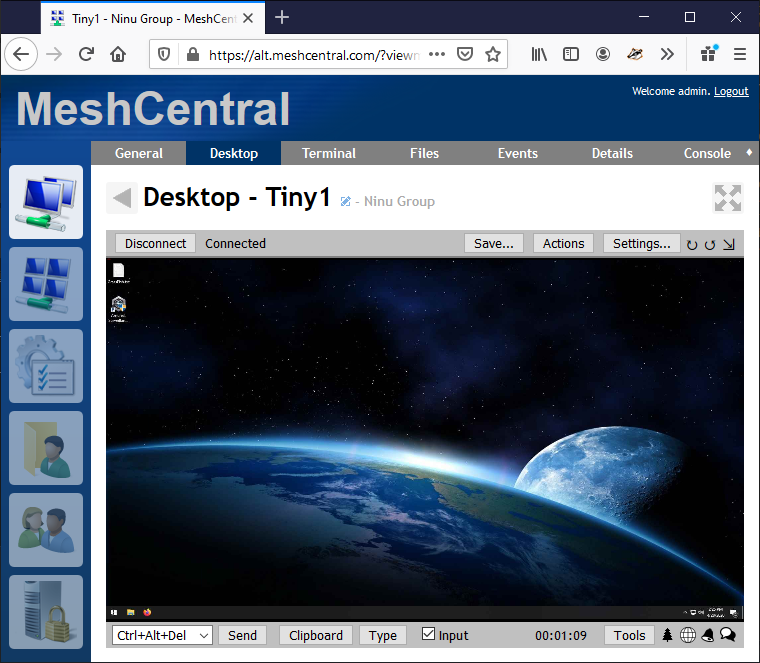 Tiny1 - Ninu Group - MeshCent
https://alt.meshcentral.com/?viewn
MeshCentral
Welcome admin. Logout
General Desktop Terminal Files Events Details Console
Desktop - Tiny1 - Ninu Group
Disconnect Connected Save... Actions Settings...
Ctrl+Alt+Del Send Clipboard Type Input 00:01:09 Tools